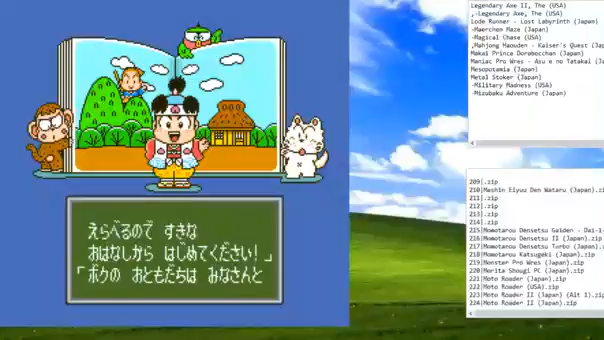 えらべるので すきな
おはなしから はじめてください!」
「ボクの おともだちは みなさんと
Legendary Axe II, The (USA)
,-Legendary Axe, The (USA)
Lode Runner - Lost Labyrinth (Japan)
-Maerchen Maze (Japan)
-Magical Chase (USA)
,Mahjong Haouden - Kaiser's Quest (Ja
Makai Prince Dorabocchan (Japan)
Maniac Pro Wres - Asu e no Tatakai (Ja
Mesopotamia (Japan)
Metal Stoker (Japan)
-Military Madness (USA)
-Mizubaku Adventure (Japan)
209|.zip
210|Mashin Eiyuu Den Wataru (Japan).zi
211|.zip
212|.zip
213|.zip
214|.zip
215|Momotarou Densetsu Gaiden - Dai-1-
216|Momotarou Densetsu II (Japan).zip
217|Momotarou Densetsu Turbo (Japan).zi
218|Momotarou Katsugeki (Japan).zip
219|Monster Pro Wres (Japan).zip
220|Morita Shougi PC (Japan).zip
221|Moto Roader (Japan).zip
222|Moto Roader (USA).zip
223|Moto Roader II (Japan) (Alt 1).zip
224|Moto Roader II (Japan).zip